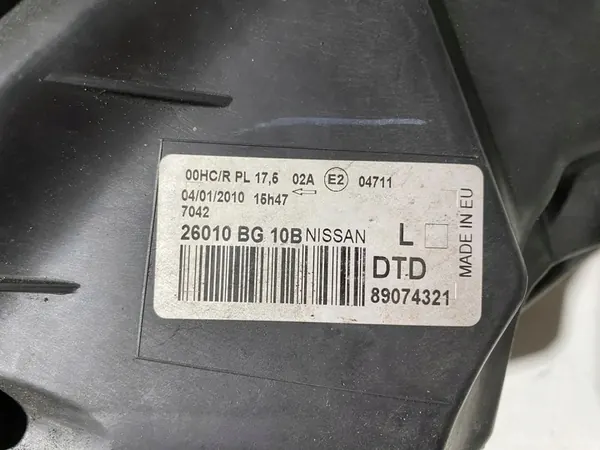 00HC/R PL 17,5 02A E2 04711
04/01/2010 15h47
7042
26010 BG 10B NISSAN L
DTD
89074321
MADE IN EU